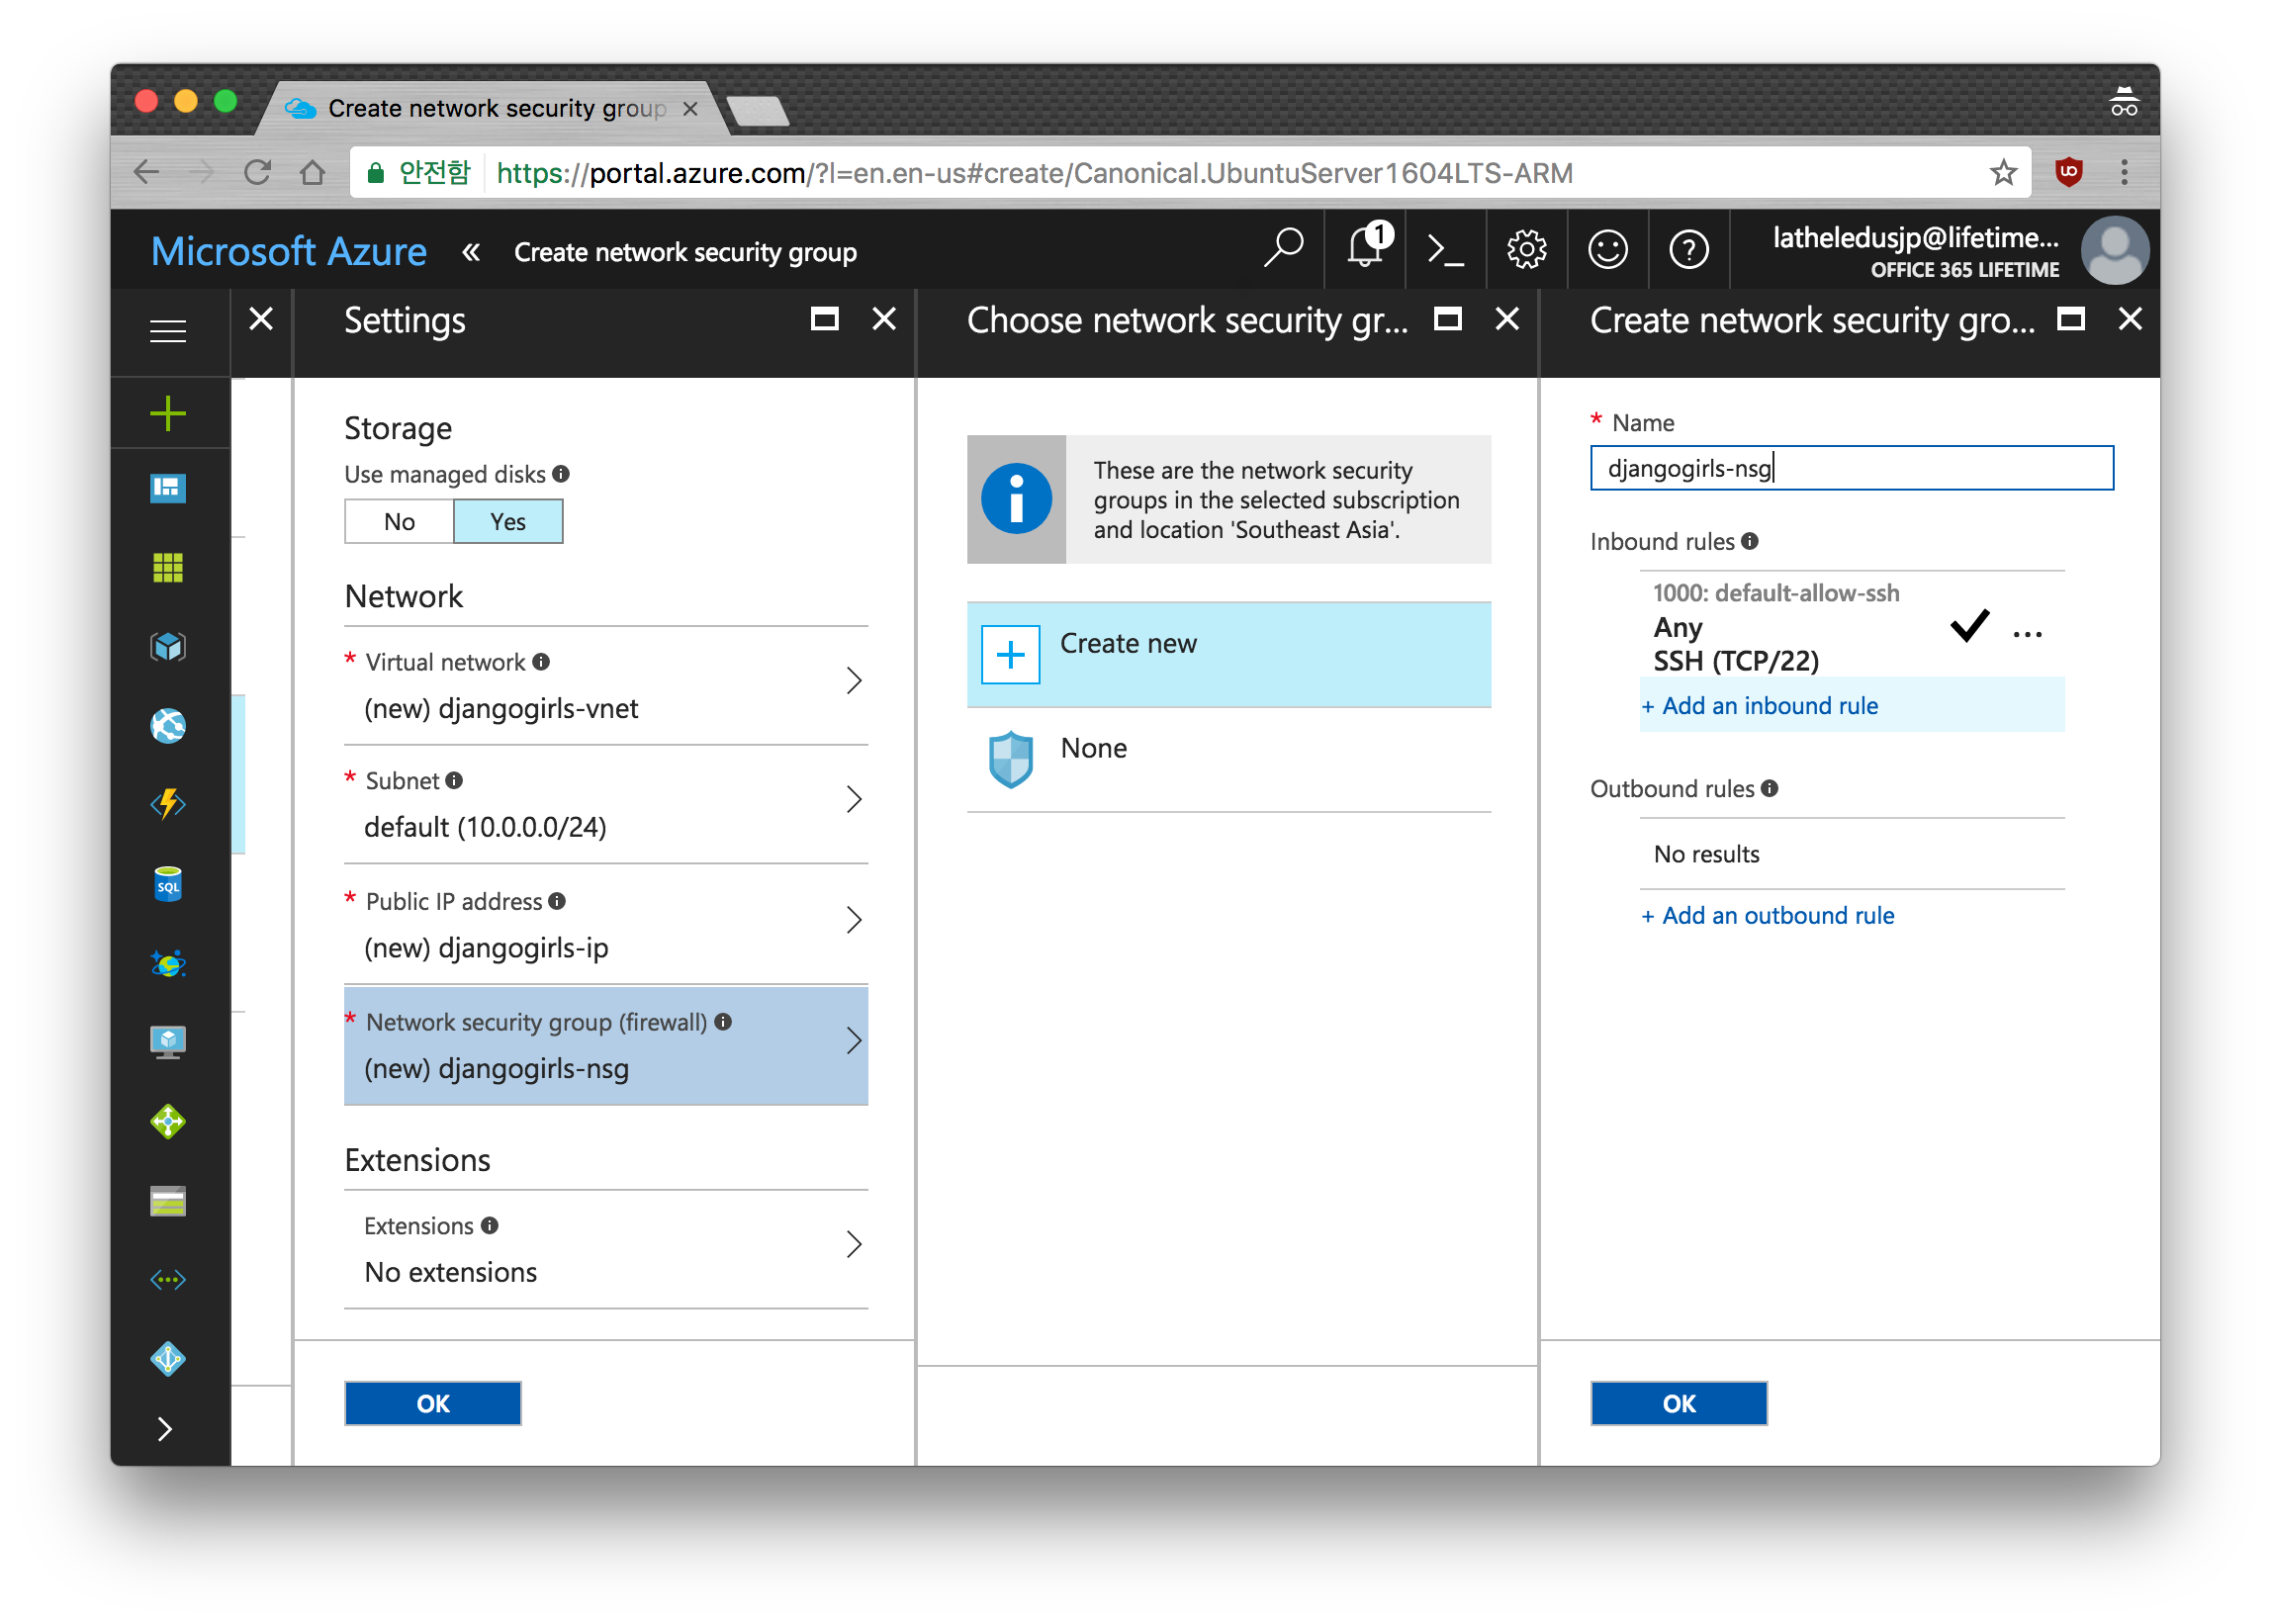 Create network security group
안전함 https://portal.azure.com/?l=en.en-us#create/Canonical.UbuntuServer1604LTS-ARM
Microsoft Azure « Create network security group
1
latheledusjp@lifetime...
OFFICE 365 LIFETIME
Settings
Storage
Use managed disks
No Yes
Network
* Virtual network
(new) djangogirls-vnet
* Subnet
default (10.0.0.0/24)
* Public IP address
(new) djangogirls-ip
* Network security group (firewall)
(new) djangogirls-nsg
Extensions
Extensions
No extensions
OK
Choose network security gr...
These are the network security
groups in the selected subscription
and location 'Southeast Asia'.
Create new
None
Create network security gro...
* Name
djangogirls-nsg
Inbound rules
1000: default-allow-ssh
Any
SSH (TCP/22)
...
+ Add an inbound rule
Outbound rules
No results
+ Add an outbound rule
OK
SQL